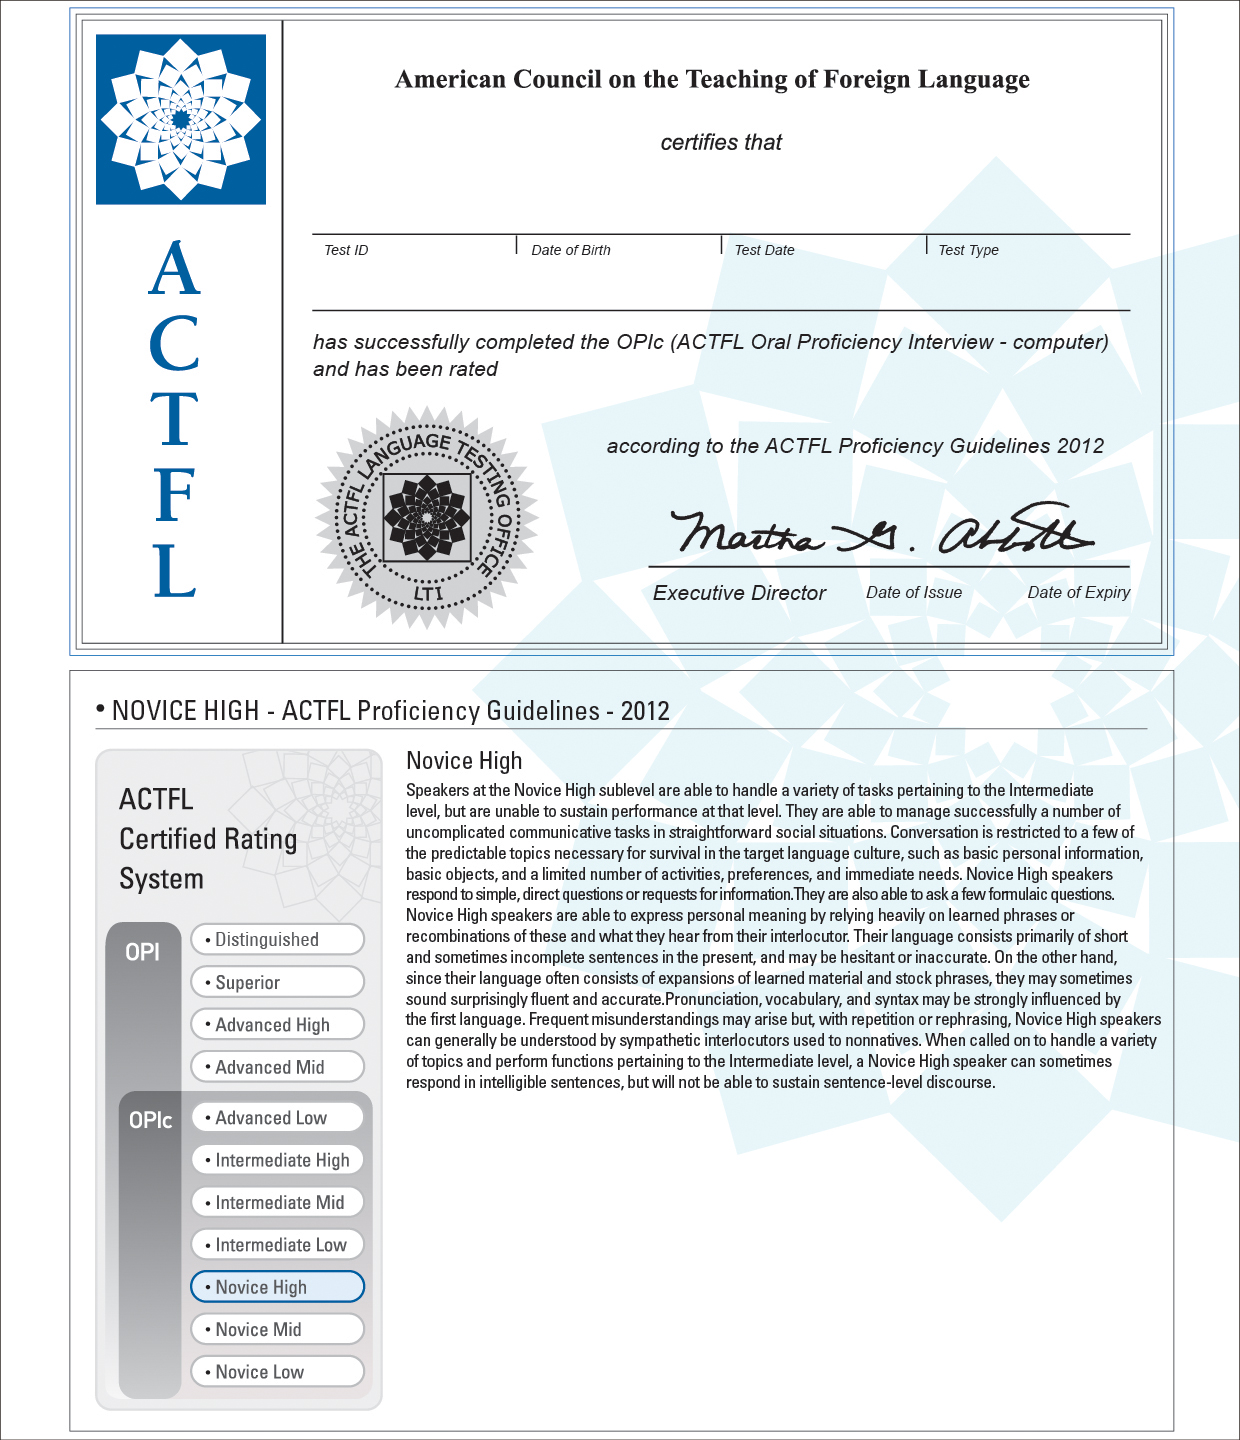 A
C
T
F
L
American Council on the Teaching of Foreign Language
certifies that
Test ID
Date of Birth
Test Date
Test Type
has successfully completed the OPIc (ACTFL Oral Proficiency Interview - computer)
and has been rated
THE ACTFL LANGUAGE TESTING OFFICE
LTI
according to the ACTFL Proficiency Guidelines 2012
Martha G. Abbott
Executive Director
Date of Issue
Date of Expiry
• NOVICE HIGH - ACTFL Proficiency Guidelines - 2012
ACTFL
Certified Rating
System
OPI
• Distinguished
• Superior
• Advanced High
• Advanced Mid
OPIc
• Advanced Low
• Intermediate High
• Intermediate Mid
• Intermediate Low
• Novice High
• Novice Mid
• Novice Low
Novice High
Speakers at the Novice High sublevel are able to handle a variety of tasks pertaining to the Intermediate
level, but are unable to sustain performance at that level. They are able to manage successfully a number of
uncomplicated communicative tasks in straightforward social situations. Conversation is restricted to a few of
the predictable topics necessary for survival in the target language culture, such as basic personal information,
basic objects, and a limited number of activities, preferences, and immediate needs. Novice High speakers
respond to simple, direct questions or requests for information.They are also able to ask a few formulaic questions.
Novice High speakers are able to express personal meaning by relying heavily on learned phrases or
recombinations of these and what they hear from their interlocutor. Their language consists primarily of short
and sometimes incomplete sentences in the present, and may be hesitant or inaccurate. On the other hand,
since their language often consists of expansions of learned material and stock phrases, they may sometimes
sound surprisingly fluent and accurate.Pronunciation, vocabulary, and syntax may be strongly influenced by
the first language. Frequent misunderstandings may arise but, with repetition or rephrasing, Novice High speakers
can generally be understood by sympathetic interlocutors used to nonnatives. When called on to handle a variety
of topics and perform functions pertaining to the Intermediate level, a Novice High speaker can sometimes
respond in intelligible sentences, but will not be able to sustain sentence-level discourse.